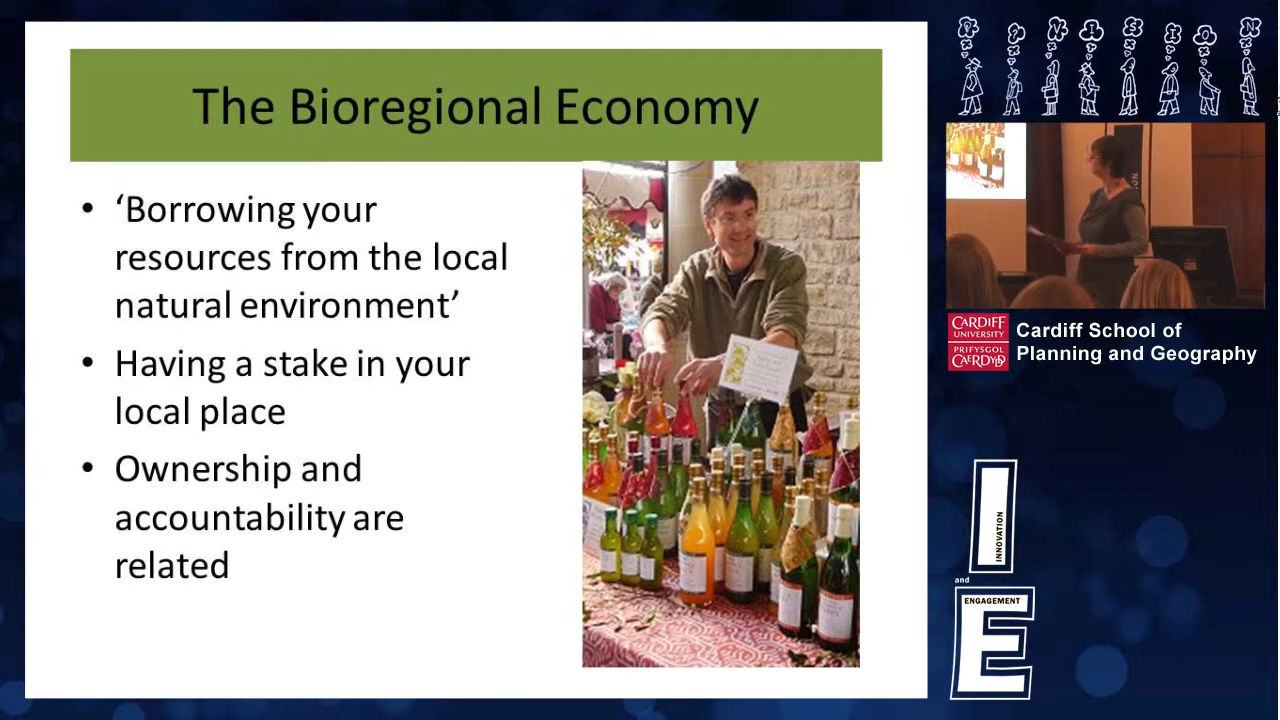 The Bioregional Economy
• ‘Borrowing your
resources from the local
natural environment’
• Having a stake in your
local place
• Ownership and
accountability are
related
R ? V I S I O N
CARDIFF
UNIVERSITY
PRIFYSGOL
CAERDYDD
Cardiff School of
Planning and Geography
INNOVATION
and
ENGAGEMENT